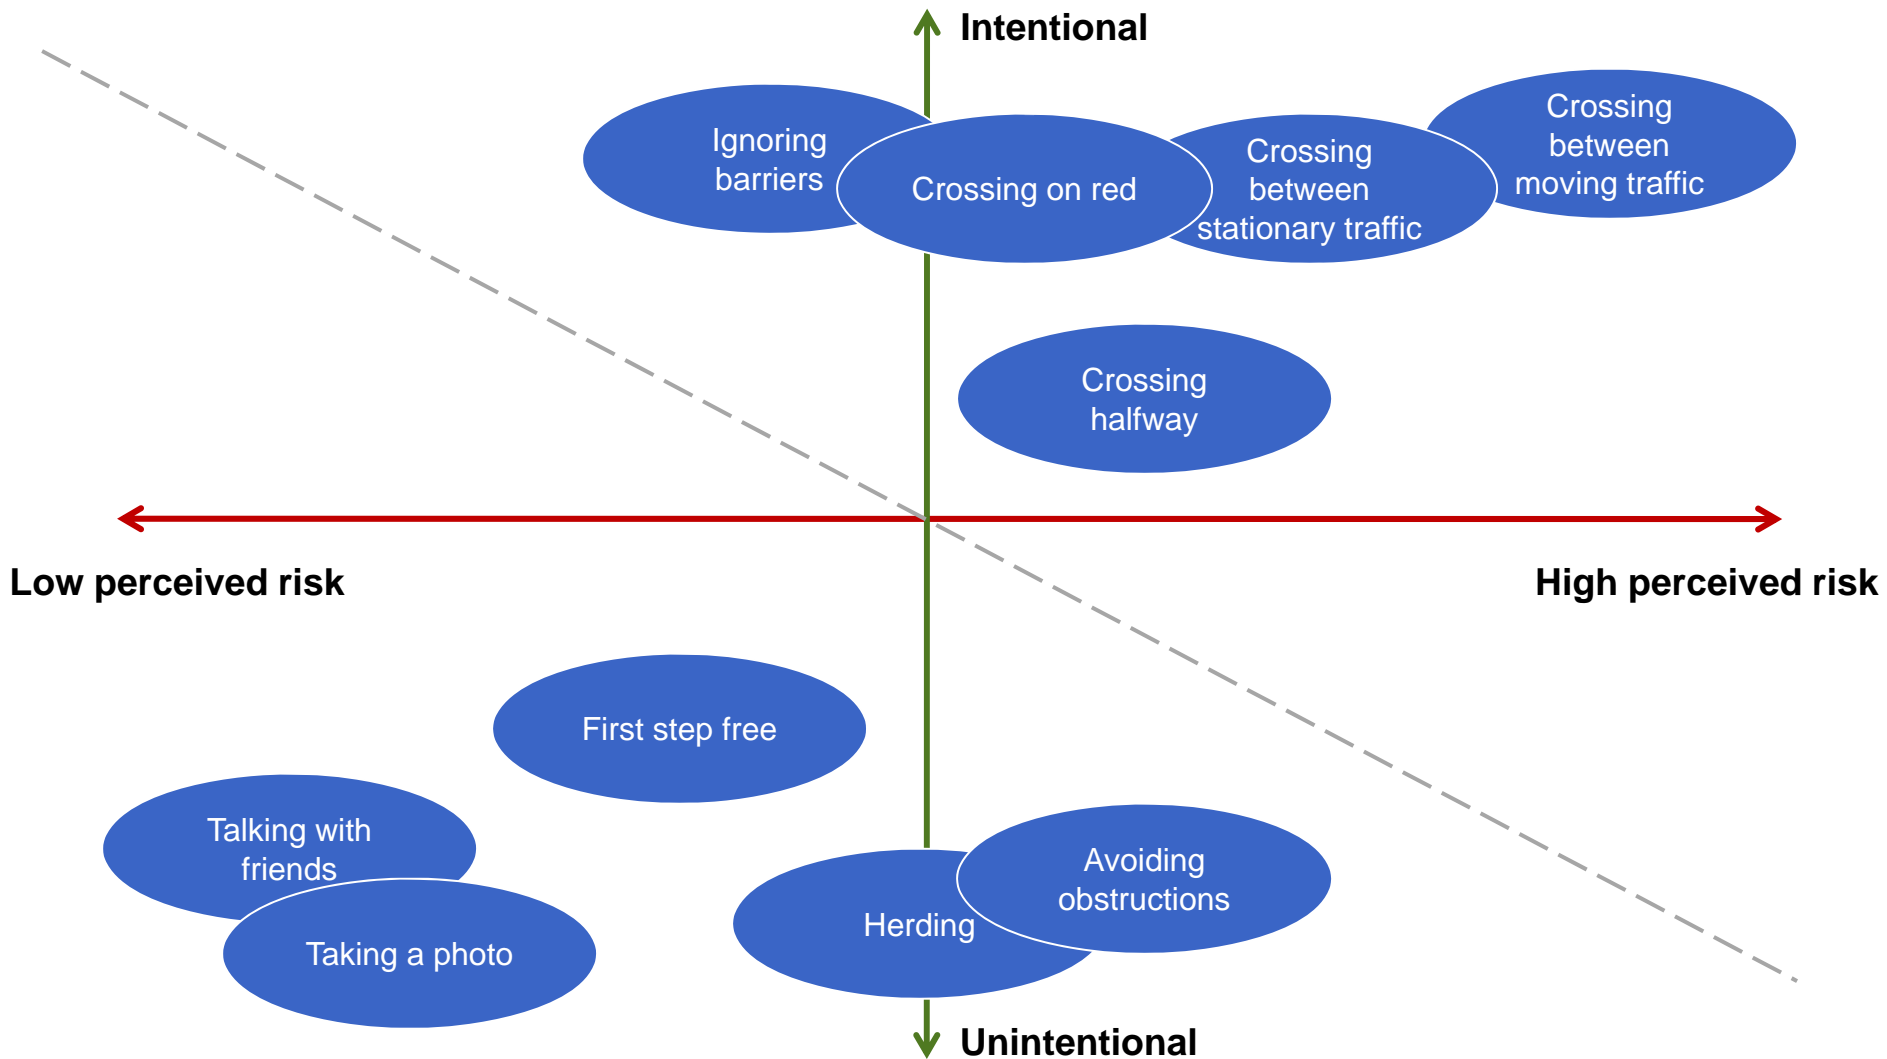 Intentional
Ignoring
barriers
Crossing on red
Crossing
between
stationary traffic
Crossing
between
moving traffic
Crossing
halfway
Low perceived risk
High perceived risk
First step free
Talking with
friends
Taking a photo
Herding
Avoiding
obstructions
Unintentional